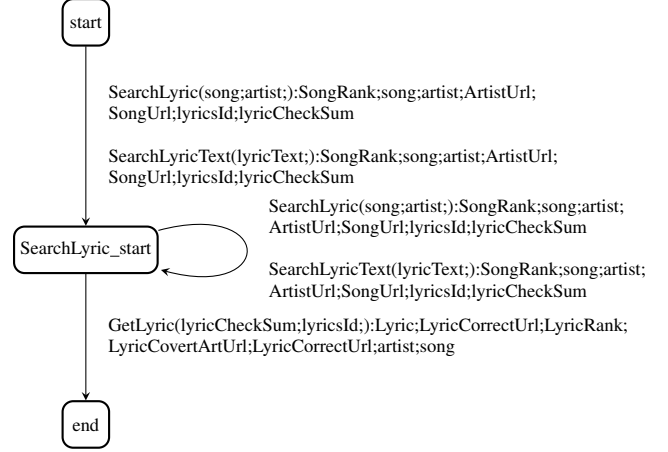 start
SearchLyric(song;artist;):SongRank;song;artist;ArtistUrl;
SongUrl;lyricsId;lyricCheckSum
SearchLyricText(lyricText;):SongRank;song;artist;ArtistUrl;
SongUrl;lyricsId;lyricCheckSum
SearchLyric_start
SearchLyric(song;artist;):SongRank;song;artist;
ArtistUrl;SongUrl;lyricsId;lyricCheckSum
SearchLyricText(lyricText;):SongRank;song;artist;
ArtistUrl;SongUrl;lyricsId;lyricCheckSum
GetLyric(lyricCheckSum;lyricsId;):Lyric;LyricCorrectUrl;LyricRank;
LyricCovertArtUrl;LyricCorrectUrl;artist;song
end